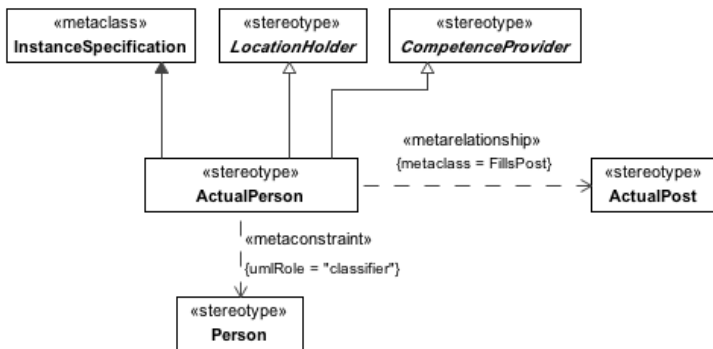 «metaclass»
InstanceSpecification
«stereotype»
LocationHolder
«stereotype»
CompetenceProvider
«metarelationship»
{metaclass = FillsPost}
«stereotype»
ActualPerson
«stereotype»
ActualPost
«metaconstraint»
{umlRole = "classifier"}
«stereotype»
Person